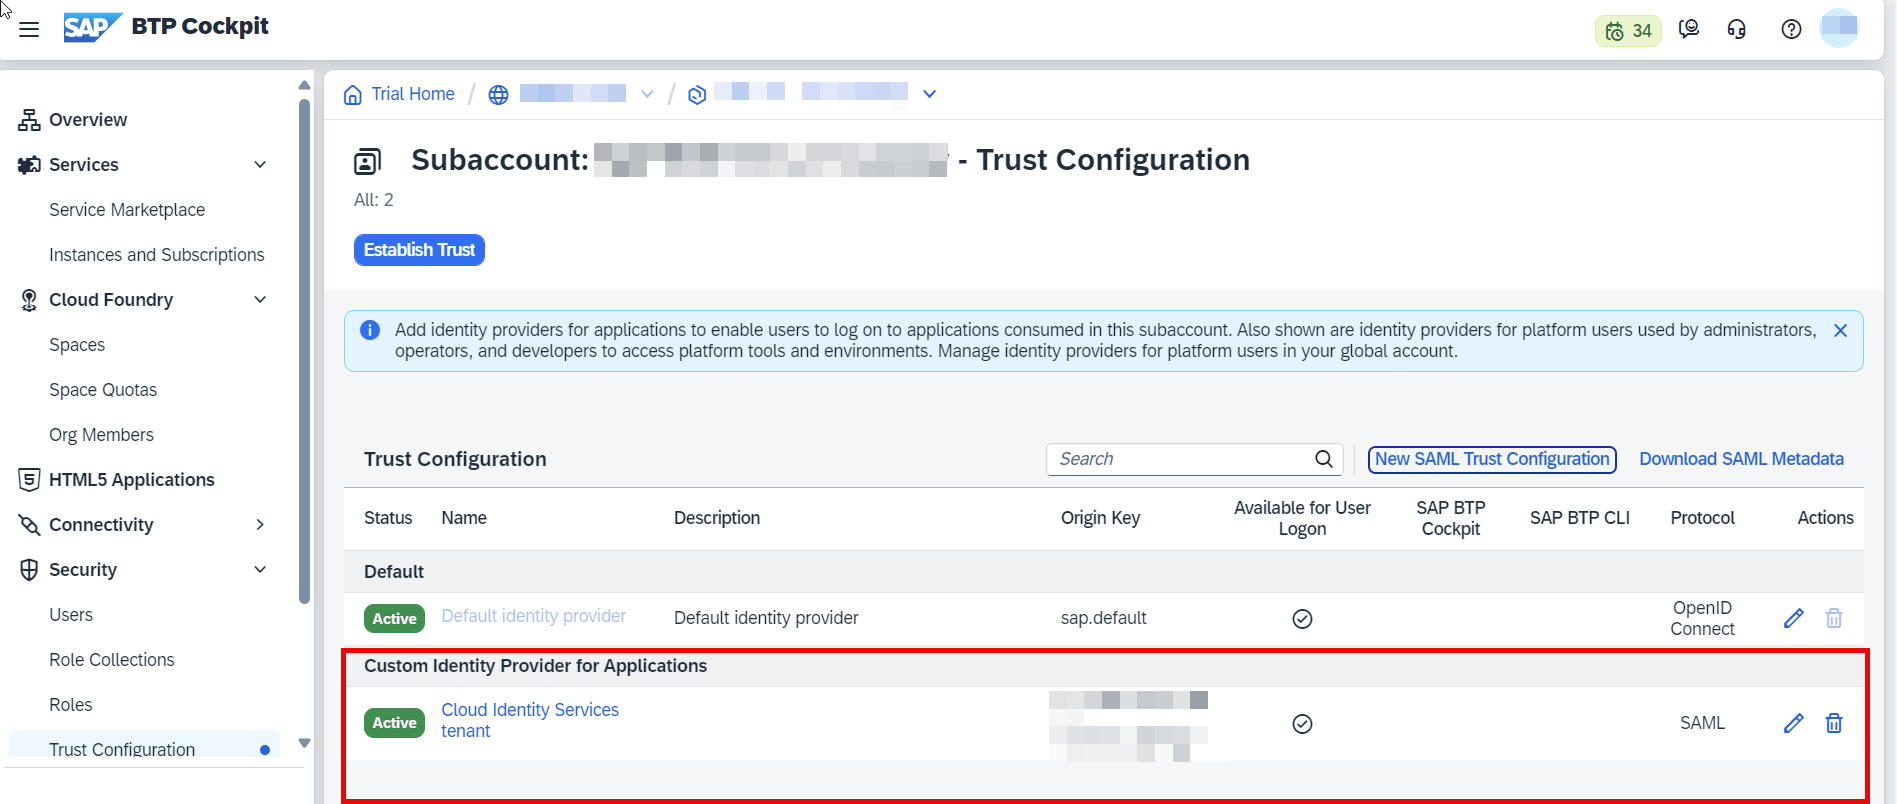 SAP BTP Cockpit
34
Overview
Services
Service Marketplace
Instances and Subscriptions
Cloud Foundry
Spaces
Space Quotas
Org Members
HTML5 Applications
Connectivity
Security
Users
Role Collections
Roles
Trust Configuration
Trial Home / /
Subaccount: - Trust Configuration
All: 2
Establish Trust
Add identity providers for applications to enable users to log on to applications consumed in this subaccount. Also shown are identity providers for platform users used by administrators,
operators, and developers to access platform tools and environments. Manage identity providers for platform users in your global account.
Trust Configuration
Search
New SAML Trust Configuration
Download SAML Metadata
Status Name Description Origin Key Available for User Logon SAP BTP Cockpit SAP BTP CLI Protocol Actions
Default
Active Default identity provider Default identity provider sap.default OpenID Connect
Custom Identity Provider for Applications
Active Cloud Identity Services tenant SAML